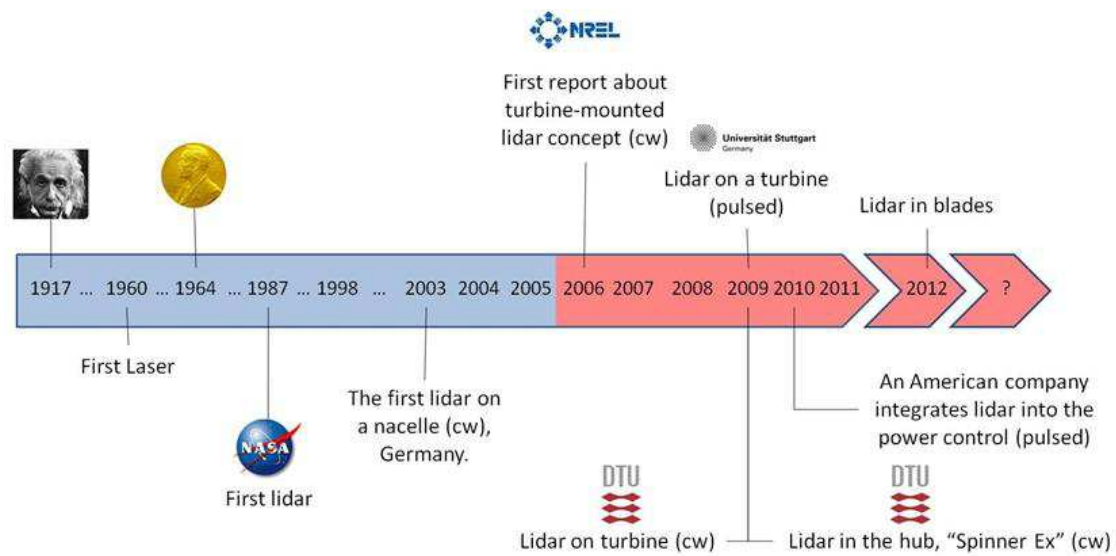 NREL
First report about
turbine-mounted
lidar concept (cw)
Universität Stuttgart
Germany
Lidar on a turbine
(pulsed)
Lidar in blades
1917 ... 1960 ... 1964 ... 1987 ... 1998 ... 2003 2004 2005 2006 2007 2008 2009 2010 2011 2012 ?
First Laser
The first lidar on
a nacelle (cw),
Germany.
An American company
integrates lidar into the
power control (pulsed)
NASA
First lidar
DTU
Lidar on turbine (cw)
DTU
Lidar in the hub, “Spinner Ex” (cw)